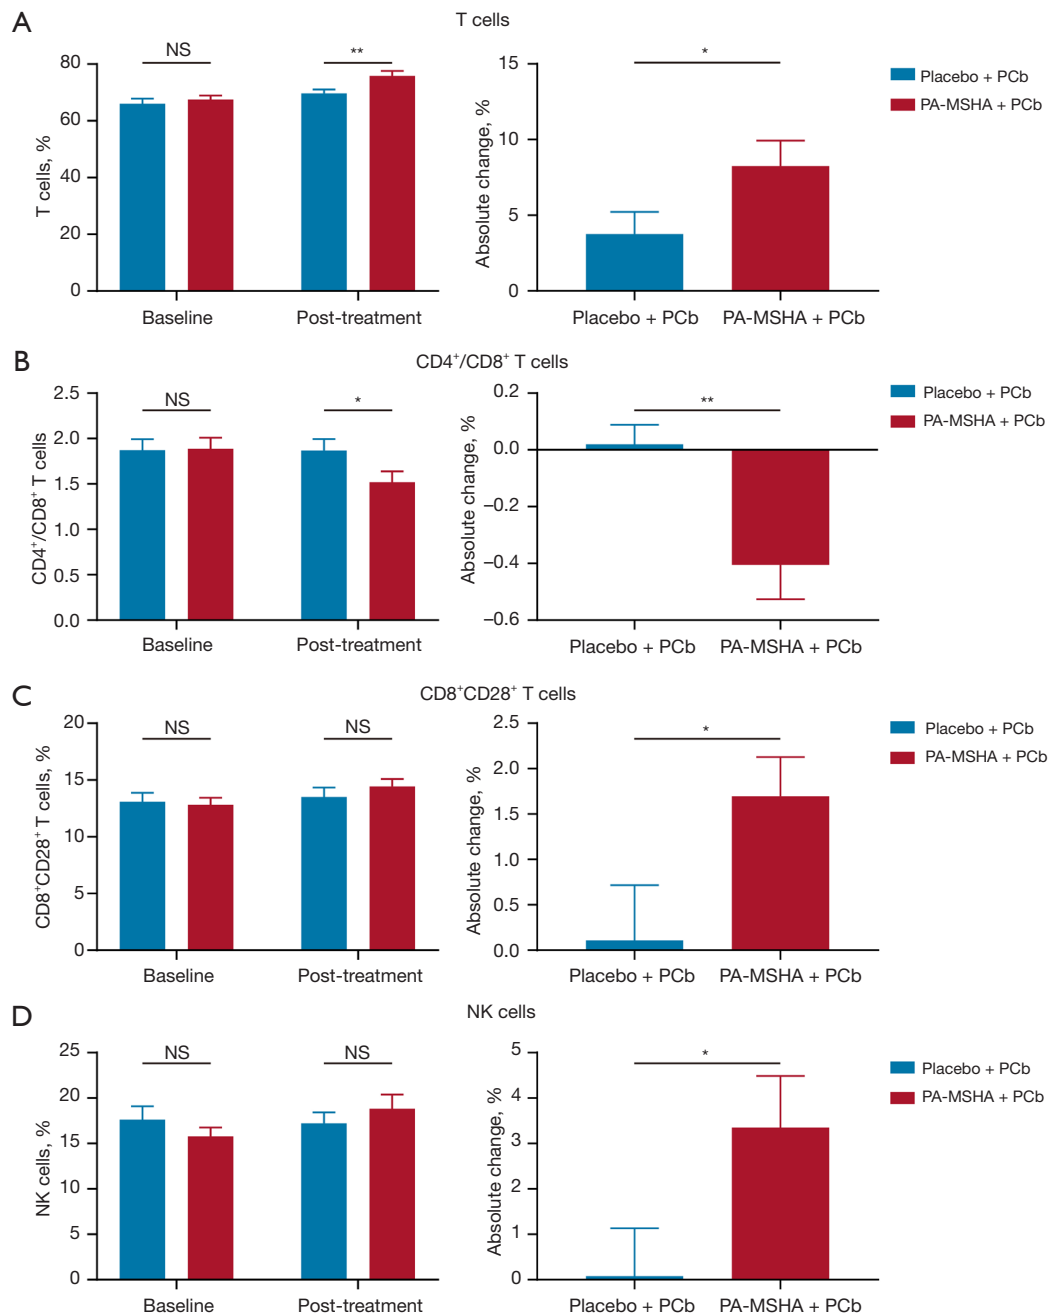 A
T cells
T cells, %
80
60
40
20
0
NS
**
Baseline
Post-treatment
Absolute change, %
15
10
5
0
*
Placebo + PCb
PA-MSHA + PCb
Placebo + PCb
PA-MSHA + PCb
B
CD4⁺/CD8⁺ T cells
CD4⁺/CD8⁺ T cells
2.5
2.0
1.5
1.0
0.5
0.0
NS
*
Baseline
Post-treatment
Absolute change, %
0.2
0.0
–0.2
–0.4
–0.6
**
Placebo + PCb
PA-MSHA + PCb
Placebo + PCb
PA-MSHA + PCb
C
CD8⁺CD28⁺ T cells
CD8⁺CD28⁺ T cells, %
20
15
10
5
0
NS
NS
Baseline
Post-treatment
Absolute change, %
2.5
2.0
1.5
1.0
0.5
0.0
*
Placebo + PCb
PA-MSHA + PCb
Placebo + PCb
PA-MSHA + PCb
D
NK cells
NK cells, %
25
20
15
10
5
0
NS
NS
Baseline
Post-treatment
Absolute change, %
5
4
3
2
1
0
*
Placebo + PCb
PA-MSHA + PCb
Placebo + PCb
PA-MSHA + PCb